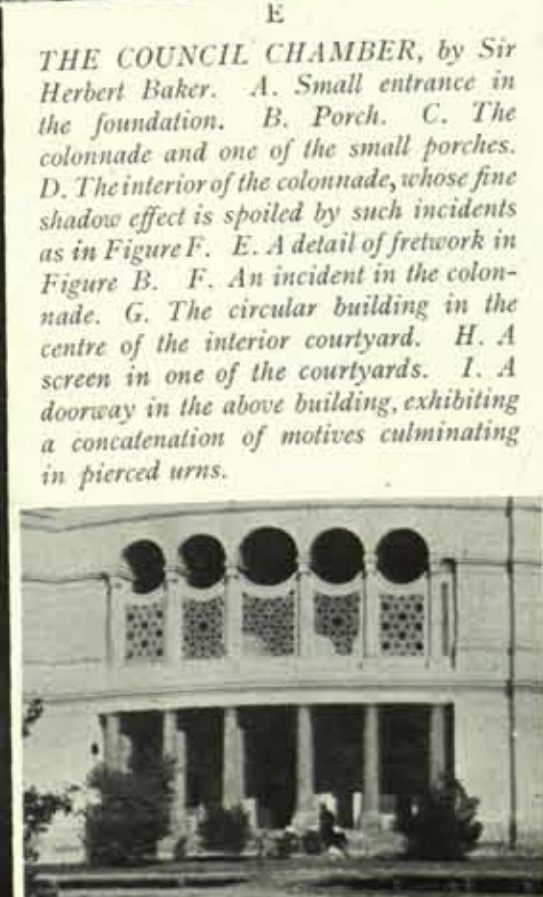 E
THE COUNCIL CHAMBER, by Sir
Herbert Baker. A. Small entrance in
the foundation. B. Porch. C. The
colonnade and one of the small porches.
D. The interior of the colonnade, whose fine
shadow effect is spoiled by such incidents
as in Figure F. E. A detail of fretwork in
Figure B. F. An incident in the colon-
nade. G. The circular building in the
centre of the interior courtyard. H. A
screen in one of the courtyards. I. A
doorway in the above building, exhibiting
a concatenation of motives culminating
in pierced urns.